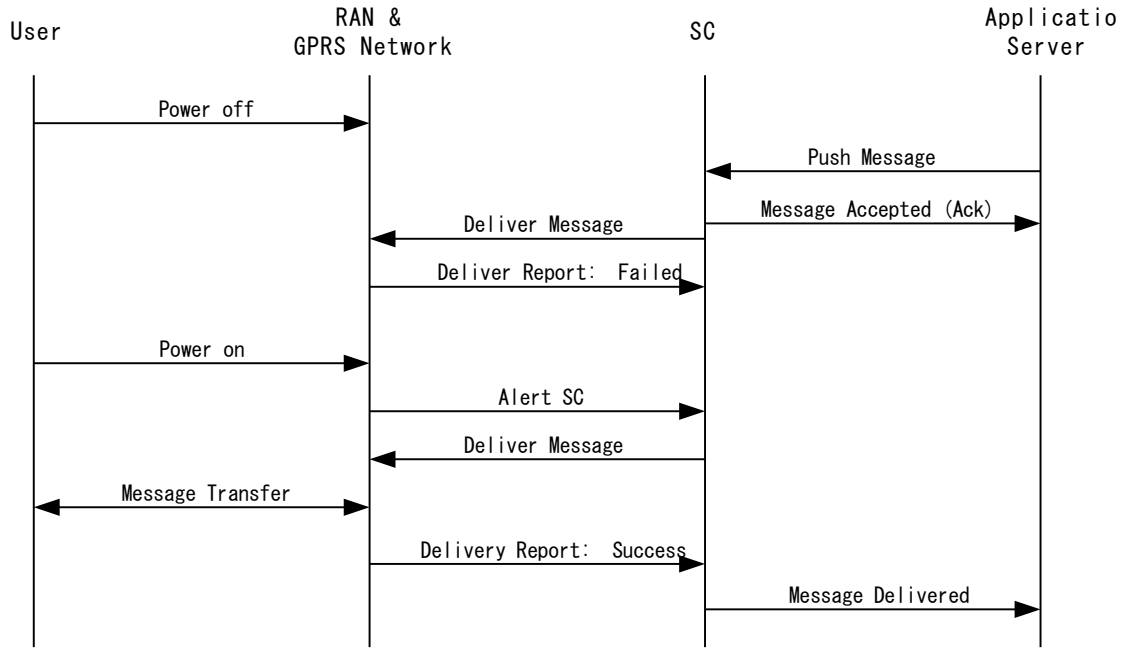 User
RAN &
GPRS Network
SC
Applicatio
Server
Power off
Push Message
Message Accepted (Ack)
Deliver Message
Deliver Report: Failed
Power on
Alert SC
Deliver Message
Message Transfer
Delivery Report: Success
Message Delivered